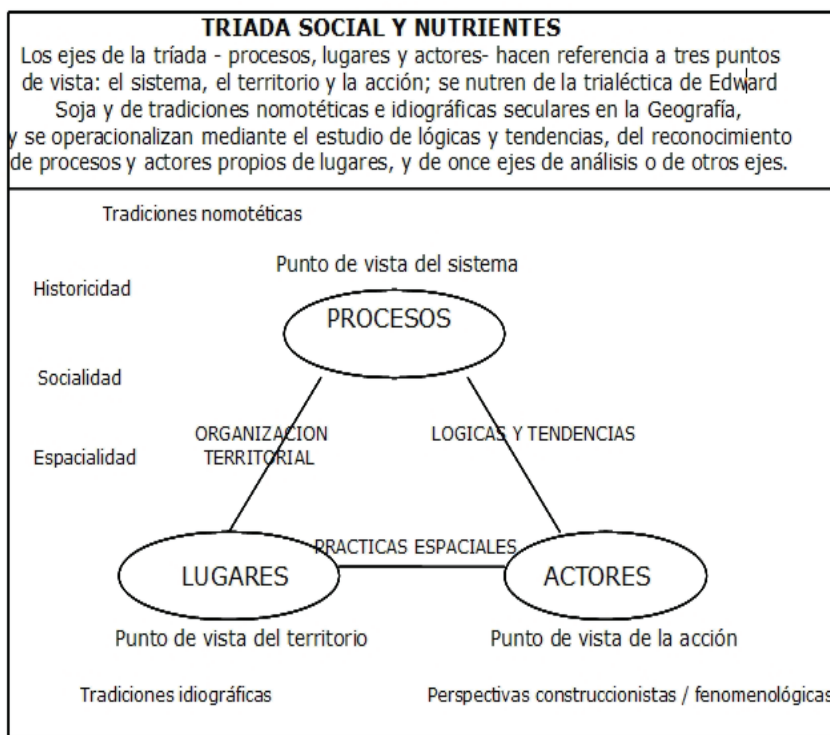 TRIADA SOCIAL Y NUTRIENTES
Los ejes de la tríada - procesos, lugares y actores- hacen referencia a tres puntos
de vista: el sistema, el territorio y la acción; se nutren de la trialéctica de Edward
Soja y de tradiciones nomotéticas e idiográficas seculares en la Geografía,
y se operacionalizan mediante el estudio de lógicas y tendencias, del reconocimiento
de procesos y actores propios de lugares, y de once ejes de análisis o de otros ejes.
Tradiciones nomotéticas
Punto de vista del sistema
Historicidad
PROCESOS
Socialidad
ORGANIZACION
TERRITORIAL
LOGICAS Y TENDENCIAS
Espacialidad
PRACTICAS ESPACIALES
LUGARES
ACTORES
Punto de vista del territorio
Punto de vista de la acción
Tradiciones idiográficas
Perspectivas construccionistas / fenomenológicas